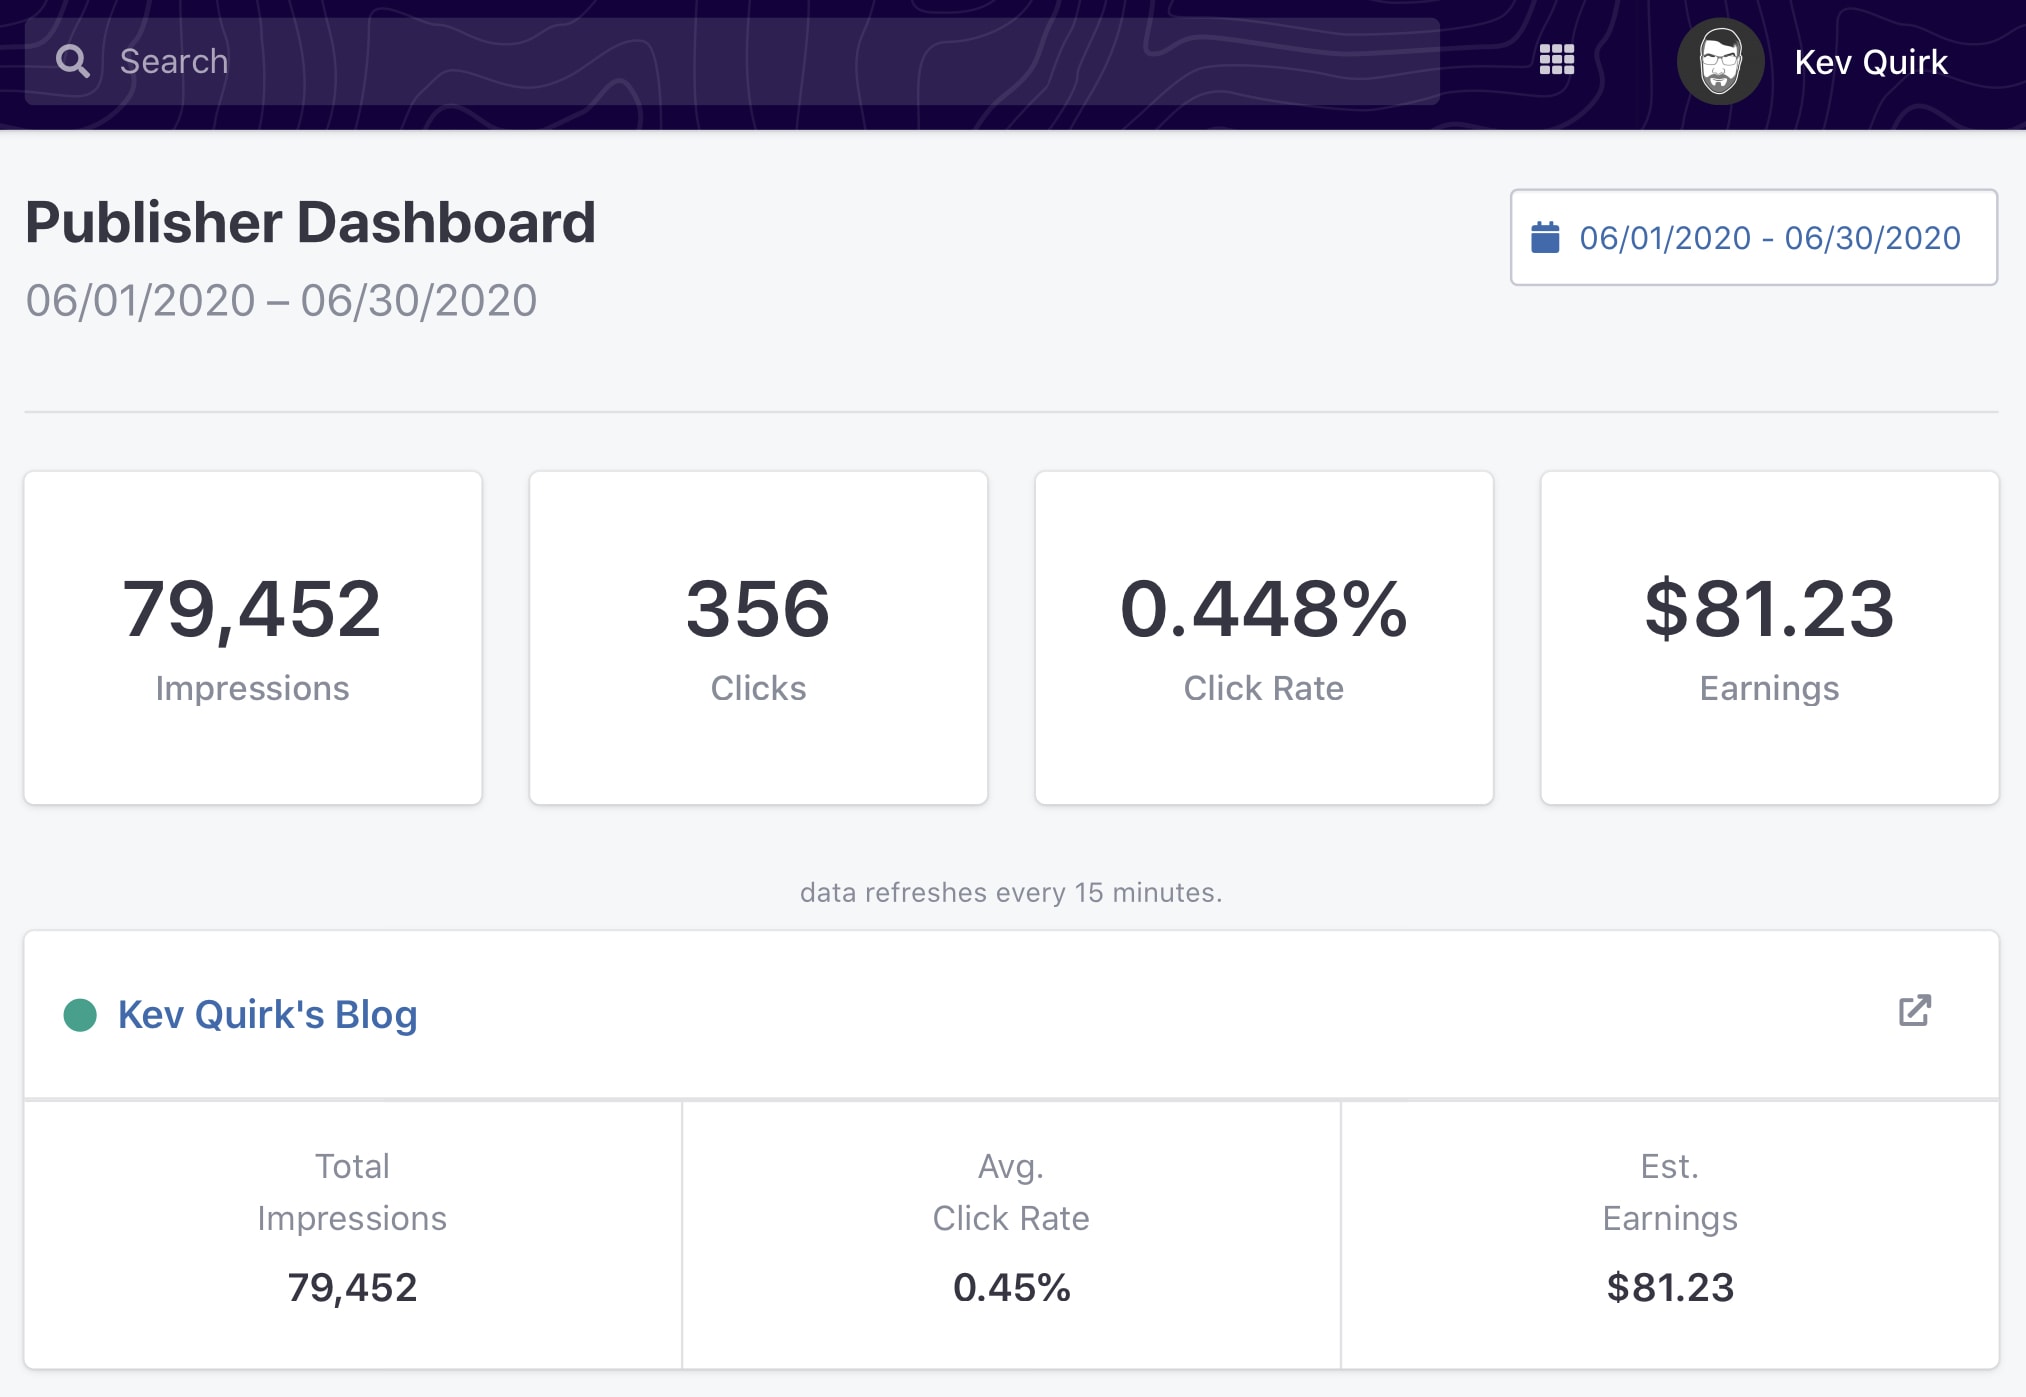 Search
Kev Quirk
Publisher Dashboard
06/01/2020 – 06/30/2020
06/01/2020 - 06/30/2020
79,452
Impressions
356
Clicks
0.448%
Click Rate
$81.23
Earnings
data refreshes every 15 minutes.
Kev Quirk's Blog
Total
Impressions
79,452
Avg.
Click Rate
0.45%
Est.
Earnings
$81.23